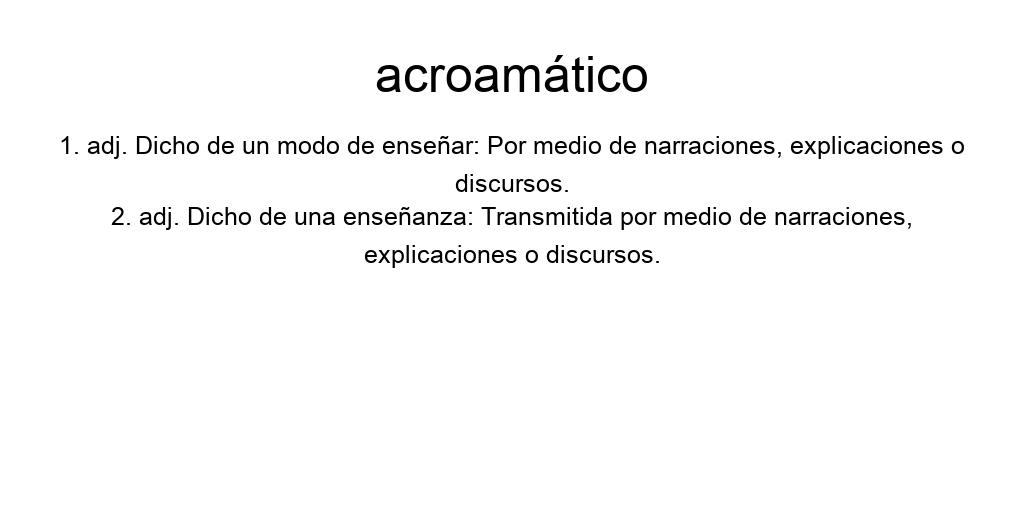 acroamático
1. adj. Dicho de un modo de enseñar: Por medio de narraciones, explicaciones o
discursos.
2. adj. Dicho de una enseñanza: Transmitida por medio de narraciones,
explicaciones o discursos.